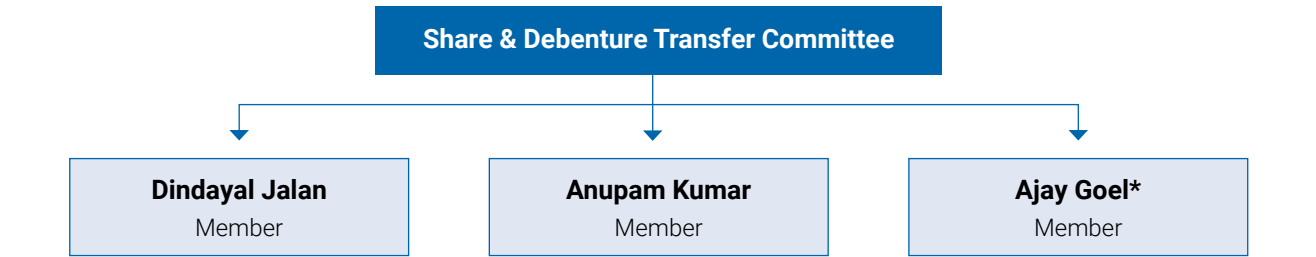 Share & Debenture Transfer Committee
Dindayal Jalan
Member
Anupam Kumar
Member
Ajay Goel*
Member